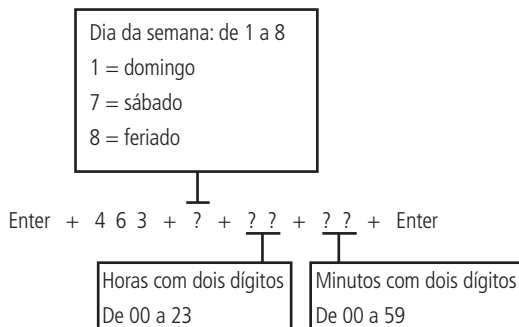 Dia da semana: de 1 a 8
1 = domingo
7 = sábado
8 = feriado
Enter + 4 6 3 + ? + ? ? + ? ? + Enter
Horas com dois dígitos
De 00 a 23
Minutos com dois dígitos
De 00 a 59